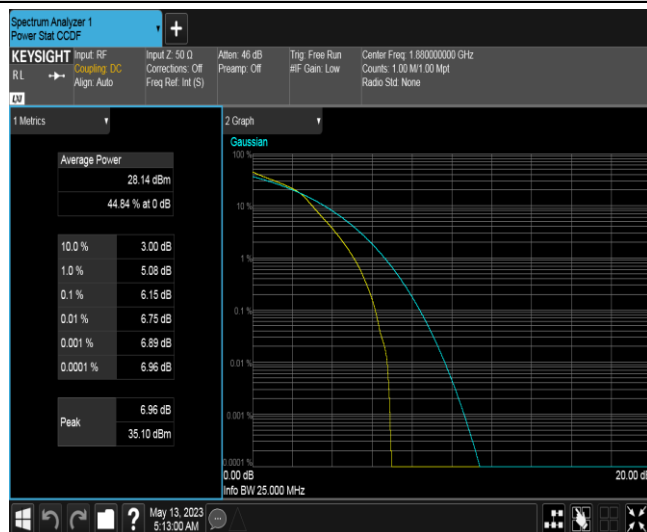 Spectrum Analyzer 1
Power Stat CCDF
+
KEYSIGHT
RL
LXI
Input: RF
Coupling: DC
Align: Auto
Input Z: 50 Ω
Corrections: Off
Freq Ref: Int (S)
Atten: 46 dB
Preamp: Off
Trig: Free Run
#IF Gain: Low
Center Freq: 1.880000000 GHz
Counts: 1.00 M/1.00 Mpt
Radio Std: None
1 Metrics
Average Power
28.14 dBm
44.84 % at 0 dB
10.0 % 3.00 dB
1.0 % 5.08 dB
0.1 % 6.15 dB
0.01 % 6.75 dB
0.001 % 6.89 dB
0.0001 % 6.96 dB
Peak
6.96 dB
35.10 dBm
2 Graph
Gaussian
100 %
10 %
1 %
0.1 %
0.01 %
0.001 %
0.0001 %
0.00 dB
20.00 dB
Info BW 25.000 MHz
?
May 13, 2023
5:13:00 AM